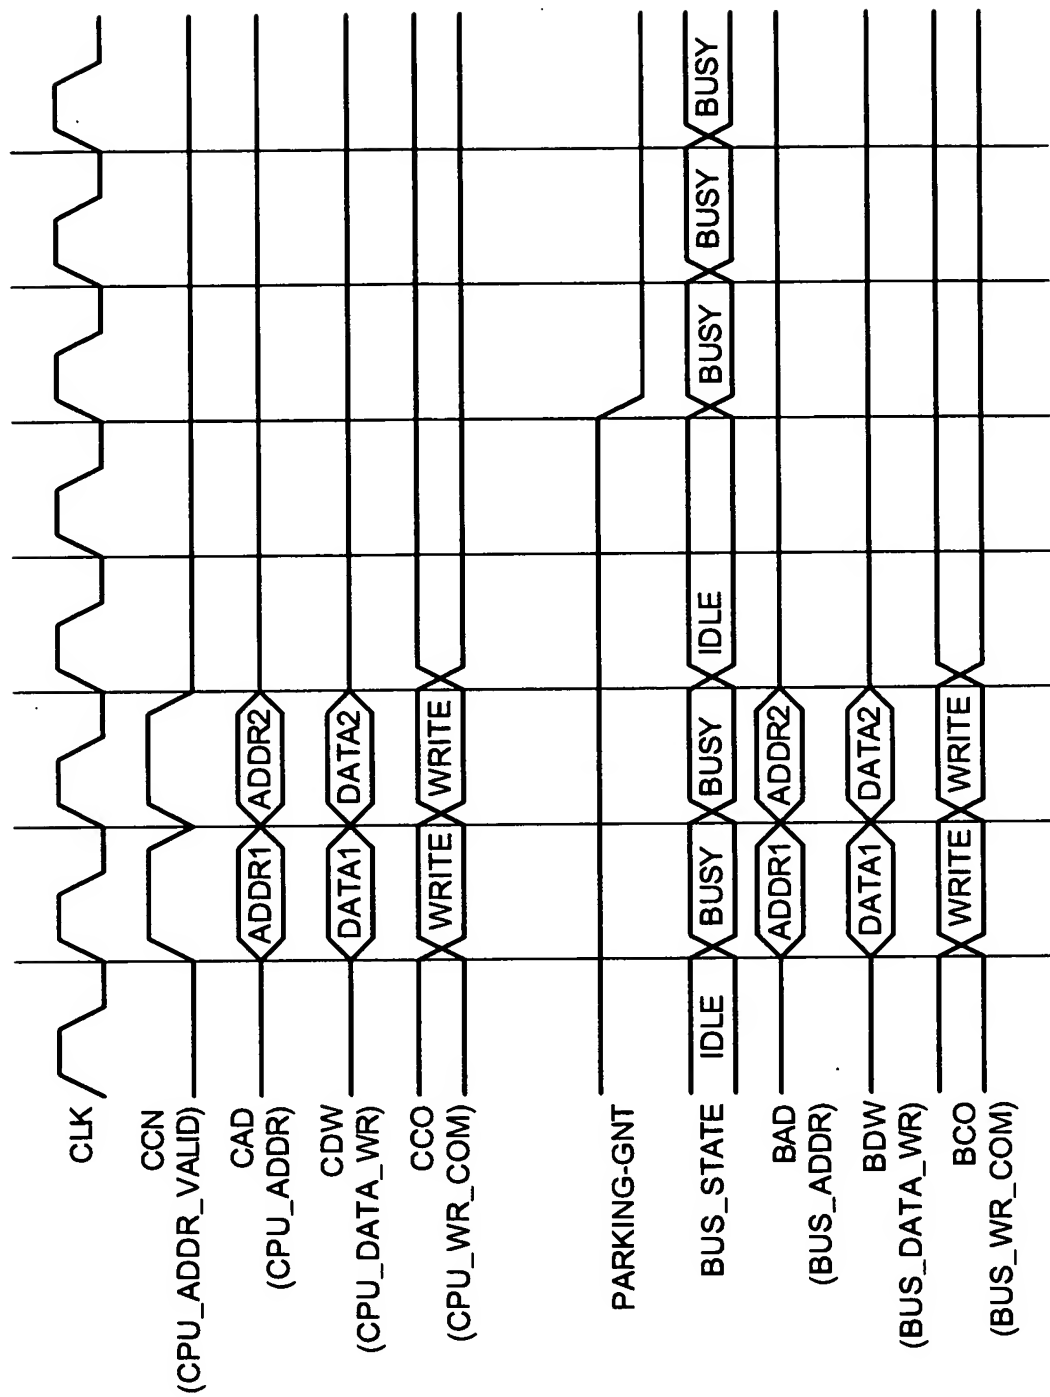 CLK
CCN
(CPU_ADDR_VALID)
CAD
(CPU_ADDR)
ADDR1 ADDR2
CDW
(CPU_DATA_WR)
DATA1 DATA2
CCO
(CPU_WR_COM)
WRITE WRITE
PARKING-GNT
BUS_STATE
IDLE BUSY BUSY IDLE BUSY BUSY BUSY
BAD
(BUS_ADDR)
ADDR1 ADDR2
BDW
(BUS_DATA_WR)
DATA1 DATA2
BCO
(BUS_WR_COM)
WRITE WRITE